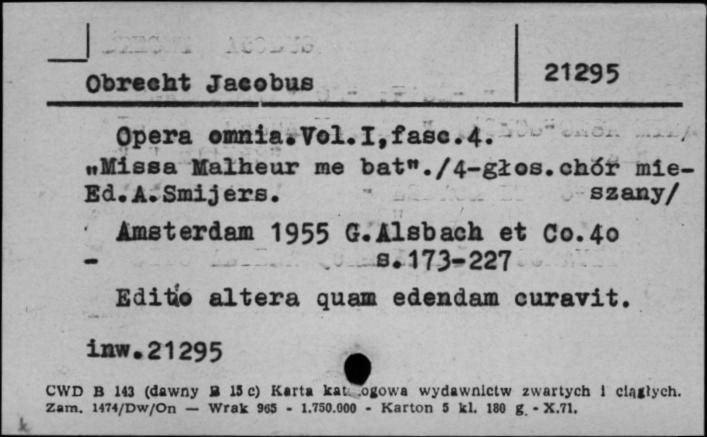 21295
Obrecht Jacobus
Opera omnia.Vol.I,fasc.4.
„Missa Malheur me bat"./4-głos.chór mie-
Ed.A.Smijers. szany/
Amsterdam 1955 G.Alsbach et Co.4o
- s.173-227
Editio altera quam edendam curavit.
inw.21295
CWD B 143 (dawny B 15 c) Karta kat ogowa wydawnictw zwartych i ciągłych.
Zam. 1474/Dw/On — Wrak 965 - 1.750.000 - Karton 5 kl. 180 g. - X.71.
k